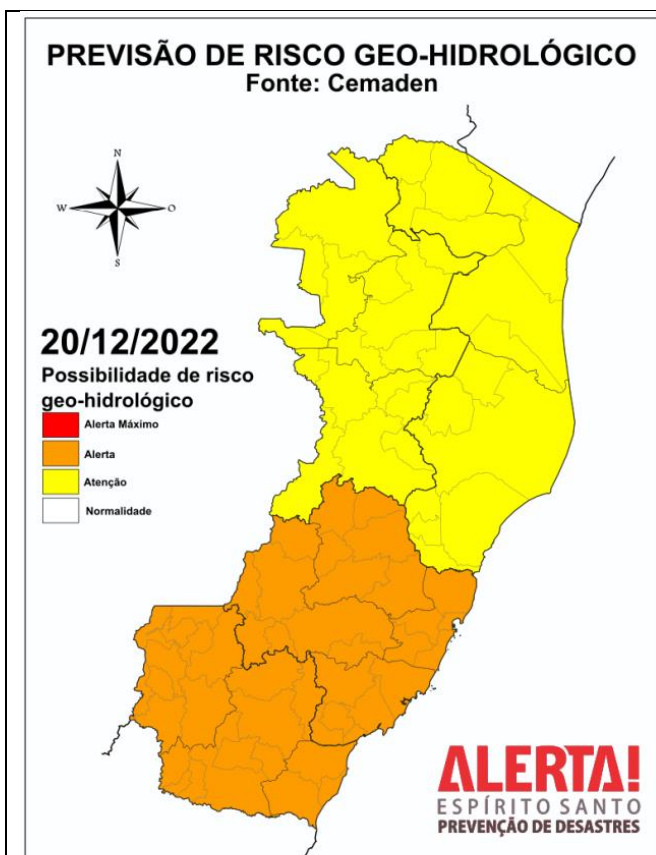 PREVISÃO DE RISCO GEO-HIDROLÓGICO
Fonte: Cemaden
N
W
O
S
20/12/2022
Possibilidade de risco
geo-hidrológico
Alerta Máximo
Alerta
Atenção
Normalidade
ALERTA!
ESPÍRITO SANTO
PREVENÇÃO DE DESASTRES